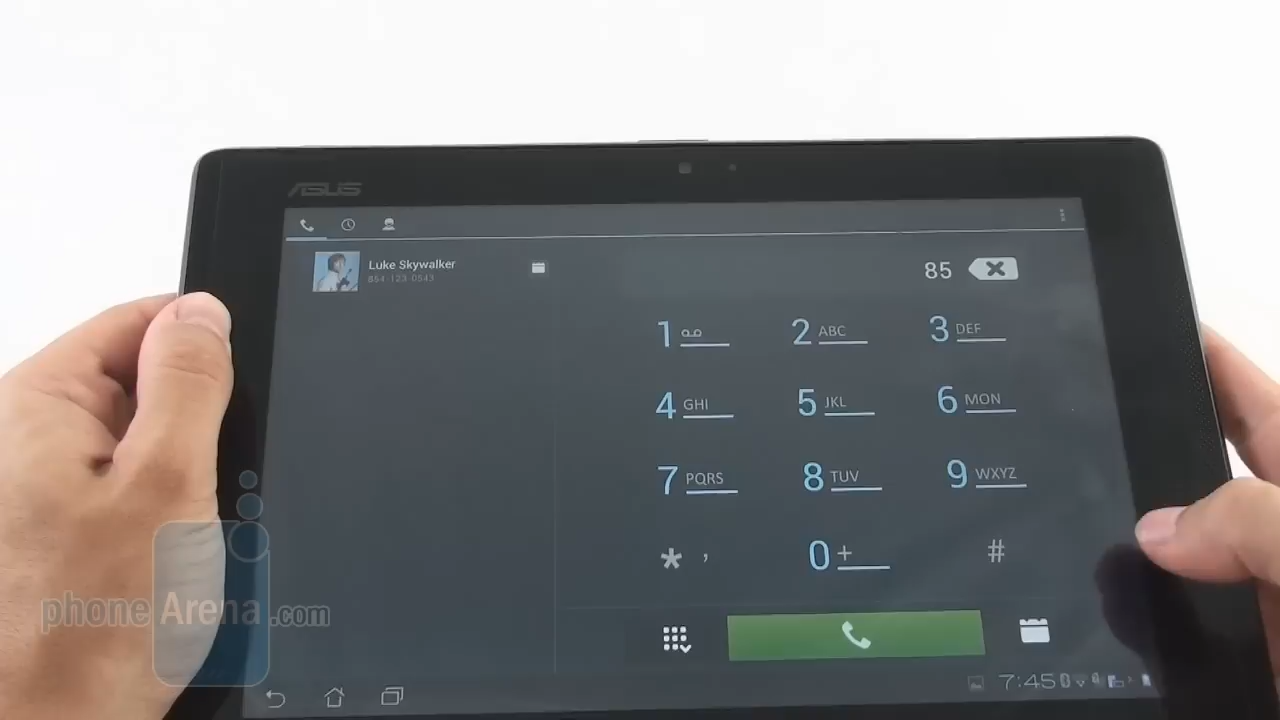 ASUS
Luke Skywalker
854-123-0543
85
1
2 ABC
3 DEF
4 GHI
5 JKL
6 MON
7 PQRS
8 TUV
9 WXYZ
* ,
0 +
#
phoneArena.com
7:45